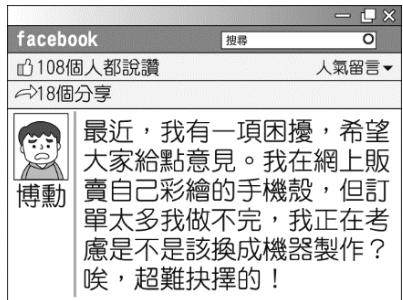 facebook 搜尋
108個人都說讚 人氣留言▼
18個分享
博勳
最近，我有一項困擾，希望
大家給點意見。我在網上販
賣自己彩繪的手機殼，但訂
單太多我做不完，我正在考
慮是不是該換成機器製作？
唉，超難抉擇的！